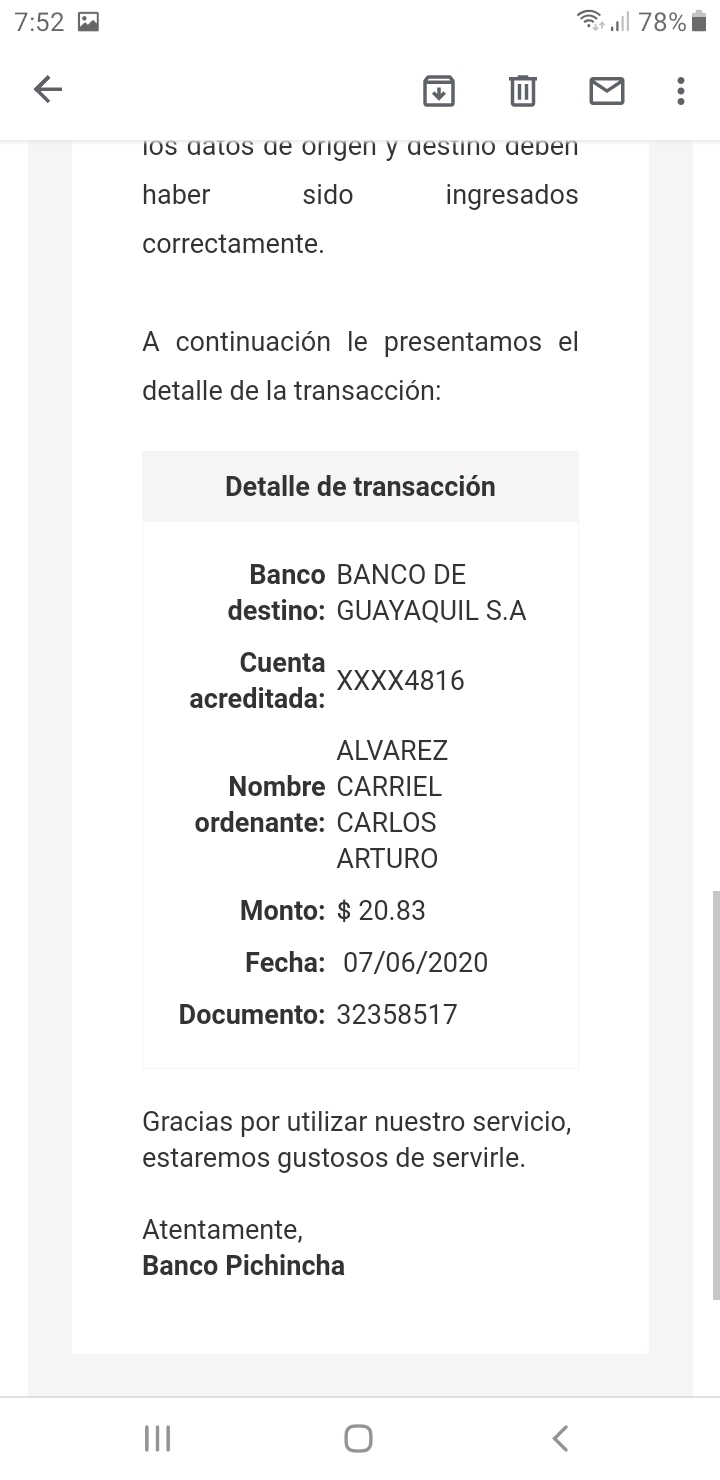 7:52
78%
los datos de origen y destino deben
haber sido ingresados
correctamente.
A continuación le presentamos el
detalle de la transacción:
Detalle de transacción
Banco destino: BANCO DE GUAYAQUIL S.A
Cuenta acreditada: XXXX4816
Nombre ordenante: ALVAREZ CARRIEL CARLOS ARTURO
Monto: $ 20.83
Fecha: 07/06/2020
Documento: 32358517
Gracias por utilizar nuestro servicio,
estaremos gustosos de servirle.
Atentamente,
Banco Pichincha